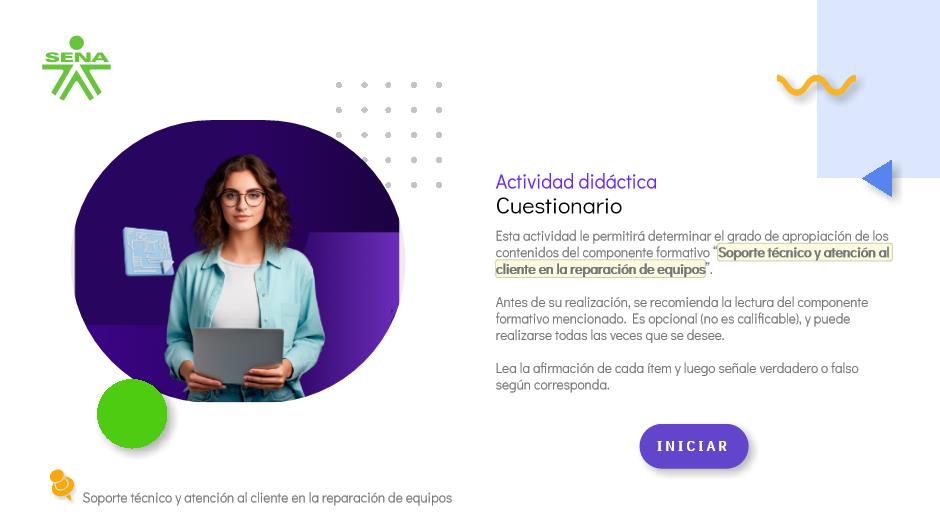 SENA
Actividad didáctica
Cuestionario
Esta actividad le permitirá determinar el grado de apropiación de los
contenidos del componente formativo “Soporte técnico y atención al
cliente en la reparación de equipos”.
Antes de su realización, se recomienda la lectura del componente
formativo mencionado. Es opcional (no es calificable), y puede
realizarse todas las veces que se desee.
Lea la afirmación de cada ítem y luego señale verdadero o falso
según corresponda.
INICIAR
Soporte técnico y atención al cliente en la reparación de equipos